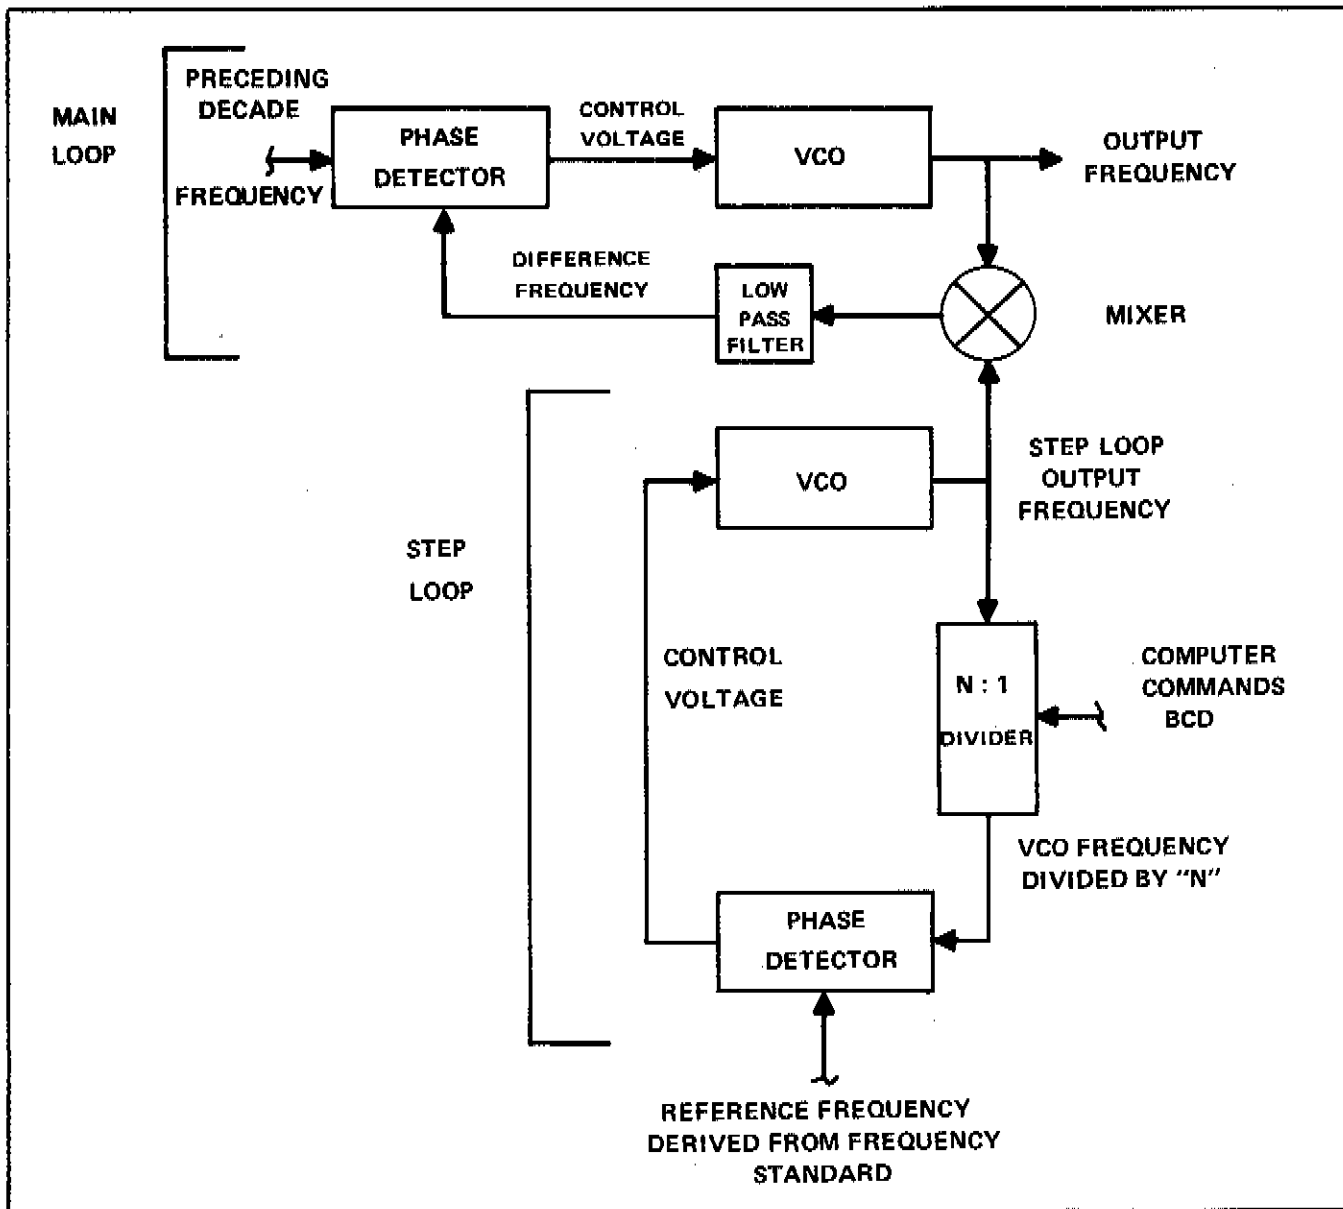 MAIN
LOOP
PRECEDING
DECADE
FREQUENCY
PHASE
DETECTOR
CONTROL
VOLTAGE
VCO
OUTPUT
FREQUENCY
DIFFERENCE
FREQUENCY
LOW
PASS
FILTER
MIXER
STEP
LOOP
VCO
STEP LOOP
OUTPUT
FREQUENCY
CONTROL
VOLTAGE
N : 1
DIVIDER
COMPUTER
COMMANDS
BCD
VCO FREQUENCY
DIVIDED BY "N"
PHASE
DETECTOR
REFERENCE FREQUENCY
DERIVED FROM FREQUENCY
STANDARD